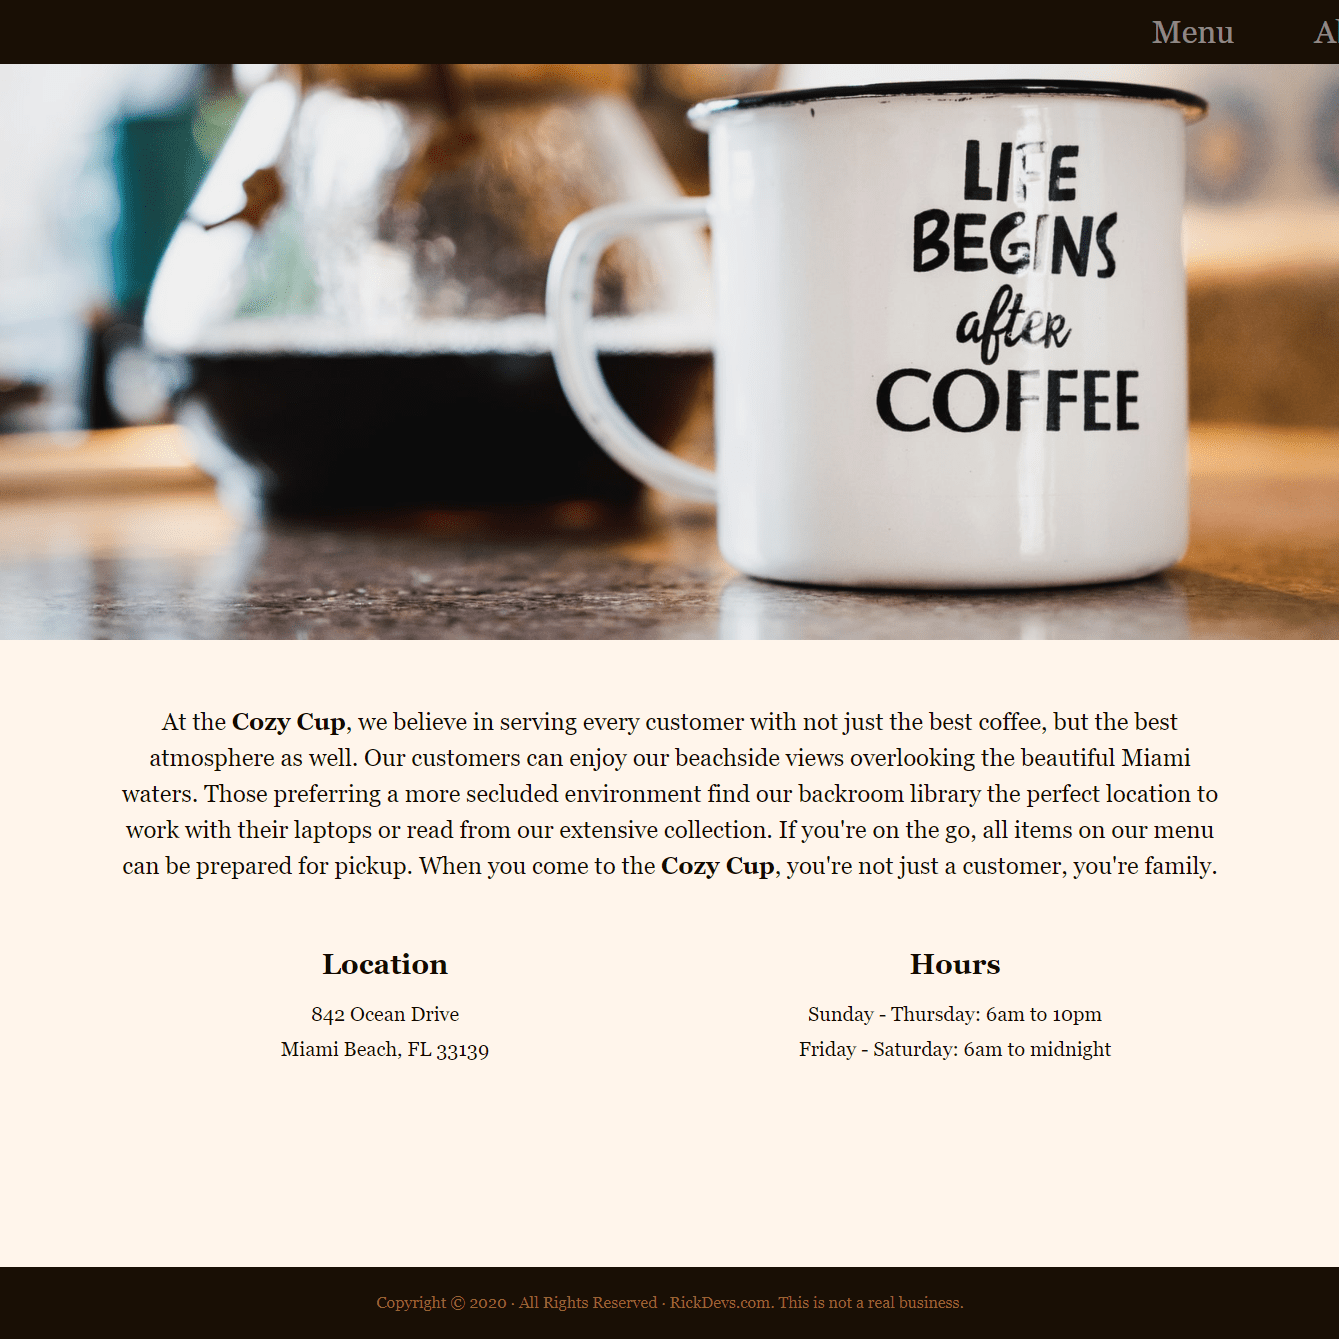 Menu
LIFE
BEGINS
after
COFFEE
At the Cozy Cup, we believe in serving every customer with not just the best coffee, but the best
atmosphere as well. Our customers can enjoy our beachside views overlooking the beautiful Miami
waters. Those preferring a more secluded environment find our backroom library the perfect location to
work with their laptops or read from our extensive collection. If you're on the go, all items on our menu
can be prepared for pickup. When you come to the Cozy Cup, you're not just a customer, you're family.
Location
842 Ocean Drive
Miami Beach, FL 33139
Hours
Sunday - Thursday: 6am to 10pm
Friday - Saturday: 6am to midnight
Copyright © 2020 · All Rights Reserved · RickDevs.com. This is not a real business.